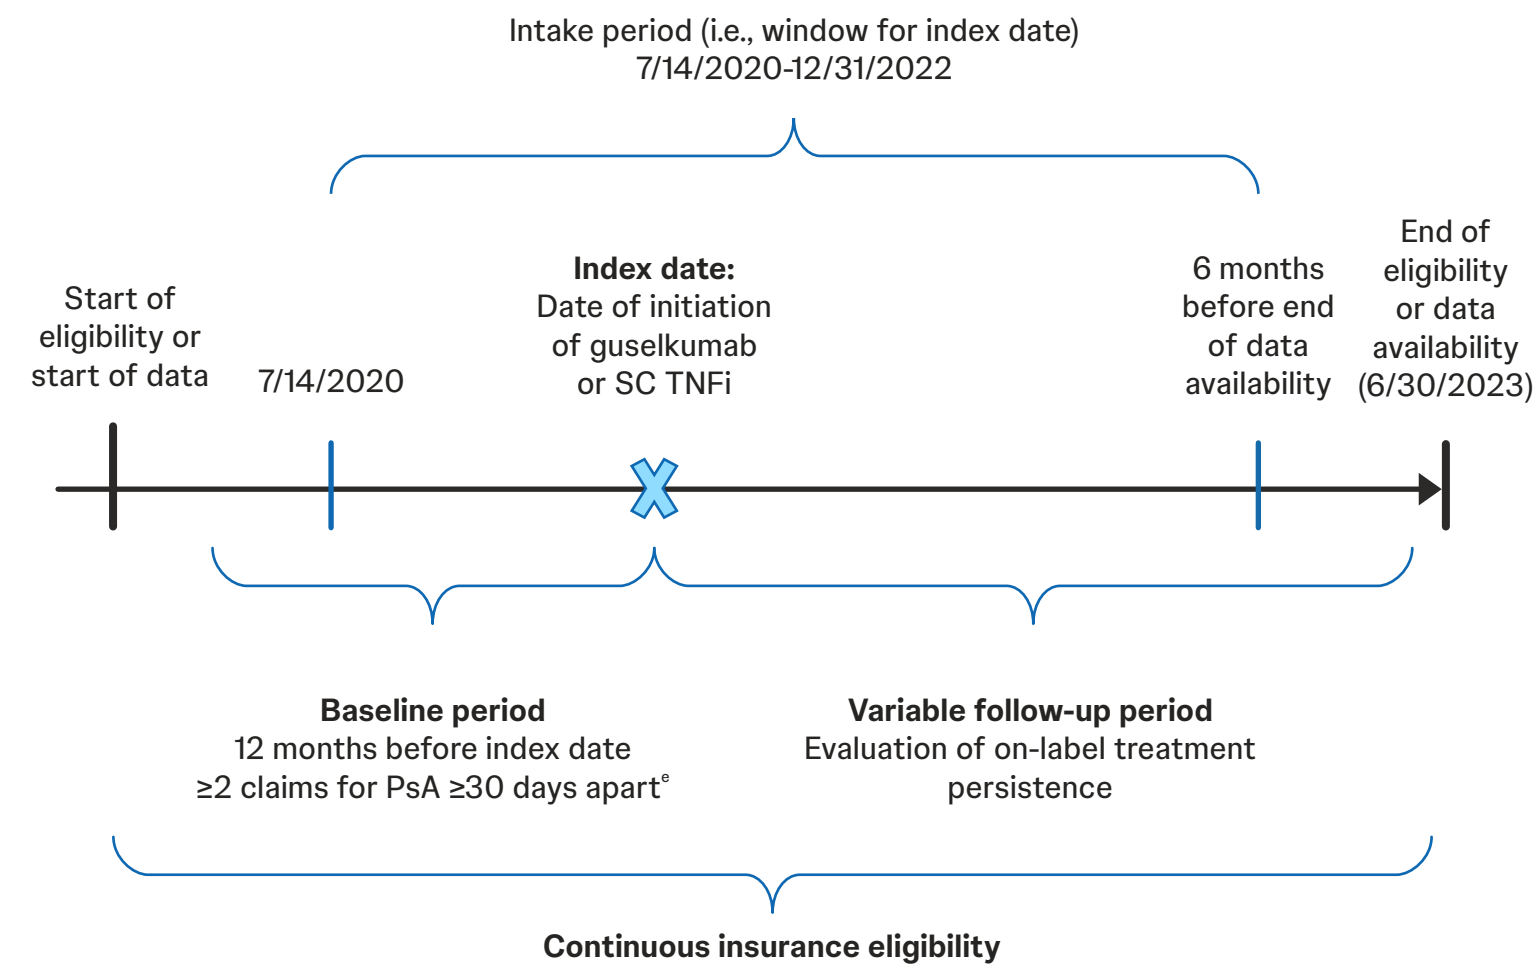 Intake period (i.e., window for index date)
7/14/2020-12/31/2022
Start of
eligibility or
start of data
7/14/2020
Index date:
Date of initiation
of guselkumab
or SC TNFi
6 months
before end
of data
availability
End of
eligibility
or data
availability
(6/30/2023)
Baseline period
12 months before index date
≥2 claims for PsA ≥30 days apartᵉ
Variable follow-up period
Evaluation of on-label treatment
persistence
Continuous insurance eligibility